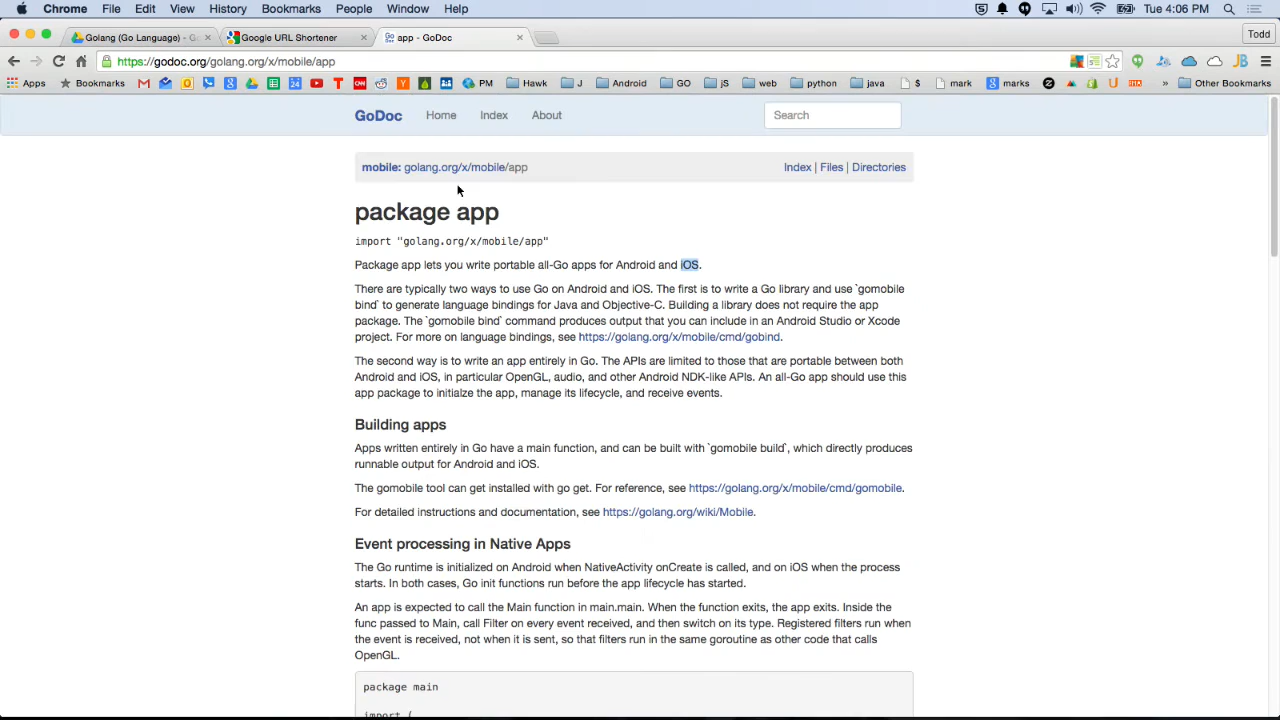 Chrome File Edit View History Bookmarks People Window Help Tue 4:06 PM
Golang (Go Language) - G Google URL Shortener app - GoDoc Todd
https://godoc.org/golang.org/x/mobile/app
Apps Bookmarks 24 PM Hawk J Android GO jS web python java $ mark marks » Other Bookmarks
GoDoc Home Index About Search
mobile: golang.org/x/mobile/app Index | Files | Directories
package app
import "golang.org/x/mobile/app"
Package app lets you write portable all-Go apps for Android and iOS.
There are typically two ways to use Go on Android and iOS. The first is to write a Go library and use `gomobile
bind` to generate language bindings for Java and Objective-C. Building a library does not require the app
package. The `gomobile bind` command produces output that you can include in an Android Studio or Xcode
project. For more on language bindings, see https://golang.org/x/mobile/cmd/gobind.
The second way is to write an app entirely in Go. The APIs are limited to those that are portable between both
Android and iOS, in particular OpenGL, audio, and other Android NDK-like APIs. An all-Go app should use this
app package to initialze the app, manage its lifecycle, and receive events.
Building apps
Apps written entirely in Go have a main function, and can be built with `gomobile build`, which directly produces
runnable output for Android and iOS.
The gomobile tool can get installed with go get. For reference, see https://golang.org/x/mobile/cmd/gomobile.
For detailed instructions and documentation, see https://golang.org/wiki/Mobile.
Event processing in Native Apps
The Go runtime is initialized on Android when NativeActivity onCreate is called, and on iOS when the process
starts. In both cases, Go init functions run before the app lifecycle has started.
An app is expected to call the Main function in main.main. When the function exits, the app exits. Inside the
func passed to Main, call Filter on every event received, and then switch on its type. Registered filters run when
the event is received, not when it is sent, so that filters run in the same goroutine as other code that calls
OpenGL.
package main
import (